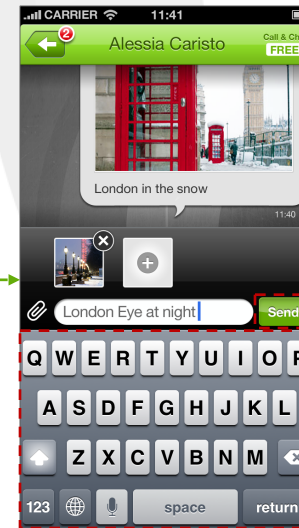 CARRIER 11:41
2
Alessia Caristo
Call & Ch
FREE
London in the snow
11:40
London Eye at night
Send
Q W E R T Y U I O P
A S D F G H J K L
Z X C V B N M
123 space return